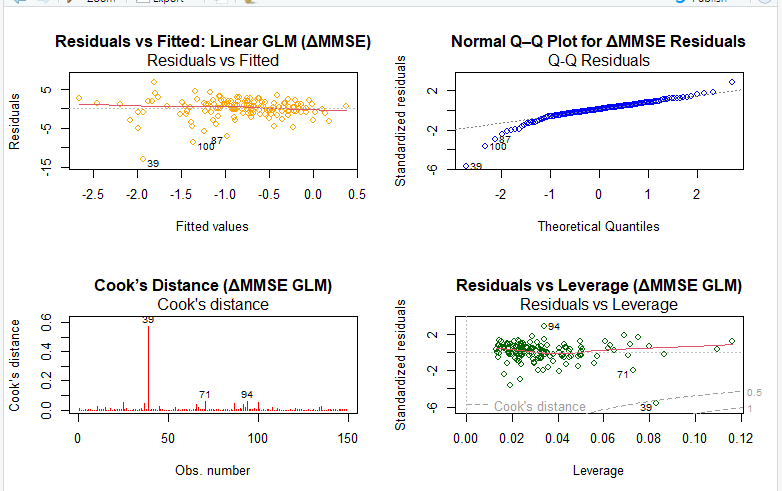 Zoom Export Publish
Residuals vs Fitted: Linear GLM (ΔMMSE)
Residuals vs Fitted
Residuals
5
-5
-15
87
100
39
-2.5 -2.0 -1.5 -1.0 -0.5 0.0 0.5
Fitted values
Normal Q–Q Plot for ΔMMSE Residuals
Q-Q Residuals
Standardized residuals
2
-2
-6
87
100
39
-2 -1 0 1 2
Theoretical Quantiles
Cook’s Distance (ΔMMSE GLM)
Cook's distance
Cook's distance
0.6
0.4
0.2
0.0
39
71
94
0 50 100 150
Obs. number
Residuals vs Leverage (ΔMMSE GLM)
Residuals vs Leverage
Standardized residuals
2
-2
-6
94
71
39
Cook's distance
0.5
1
0.00 0.02 0.04 0.06 0.08 0.10 0.12
Leverage